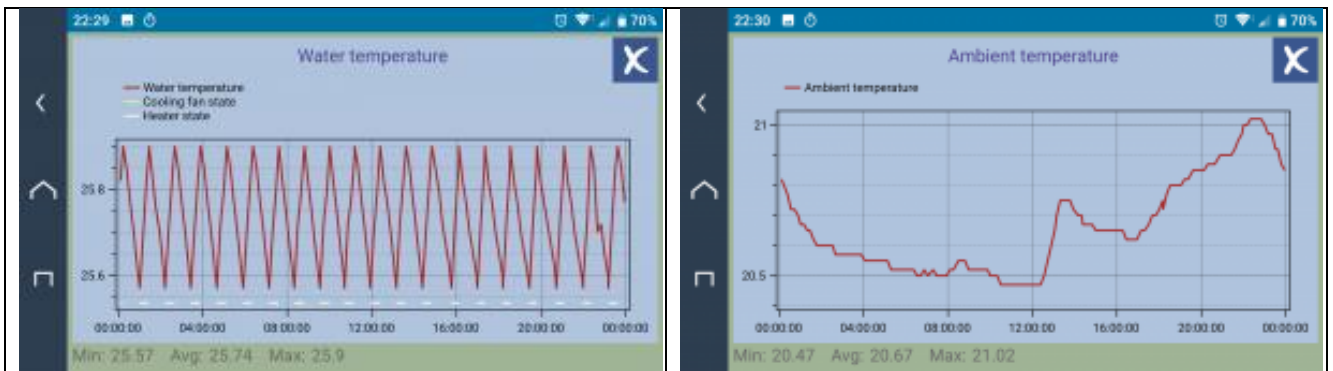 22:29 70%
Water temperature
Water temperature
Cooling fan state
Heater state
25.8
25.6
00:00:00 04:00:00 08:00:00 12:00:00 16:00:00 20:00:00 00:00:00
Min: 25.57 Avg: 25.74 Max: 25.9
22:30 70%
Ambient temperature
Ambient temperature
21
20.5
00:00:00 04:00:00 08:00:00 12:00:00 16:00:00 20:00:00 00:00:00
Min: 20.47 Avg: 20.67 Max: 21.02